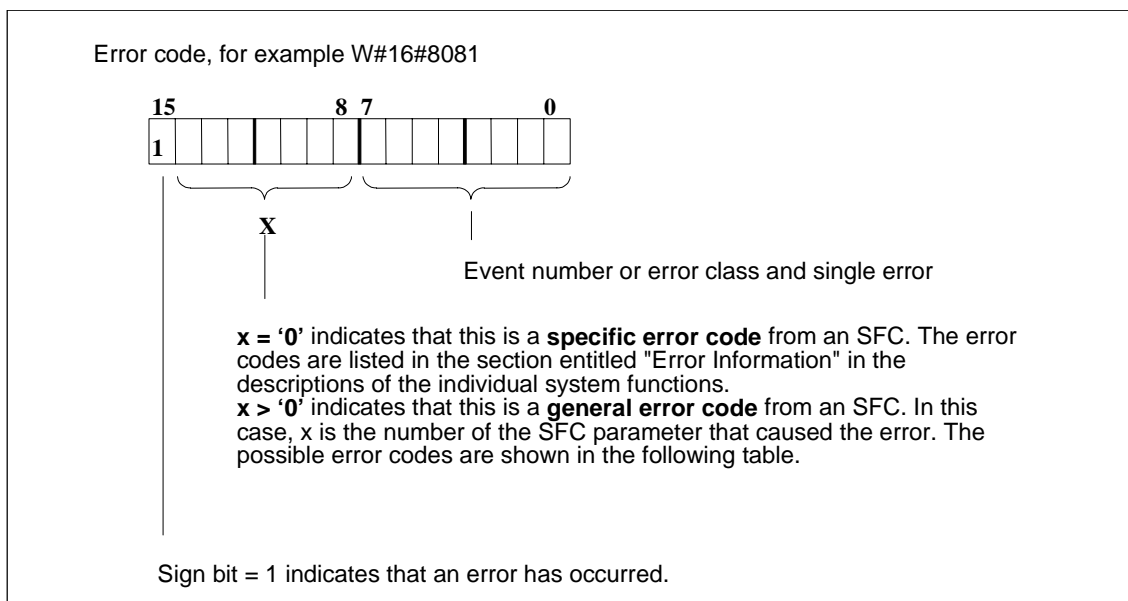 Error code, for example W#16#8081
15 8 7 0
1
X
Event number or error class and single error
x = ‘0’ indicates that this is a specific error code from an SFC. The error
codes are listed in the section entitled "Error Information" in the
descriptions of the individual system functions.
x > ‘0’ indicates that this is a general error code from an SFC. In this
case, x is the number of the SFC parameter that caused the error. The
possible error codes are shown in the following table.
Sign bit = 1 indicates that an error has occurred.